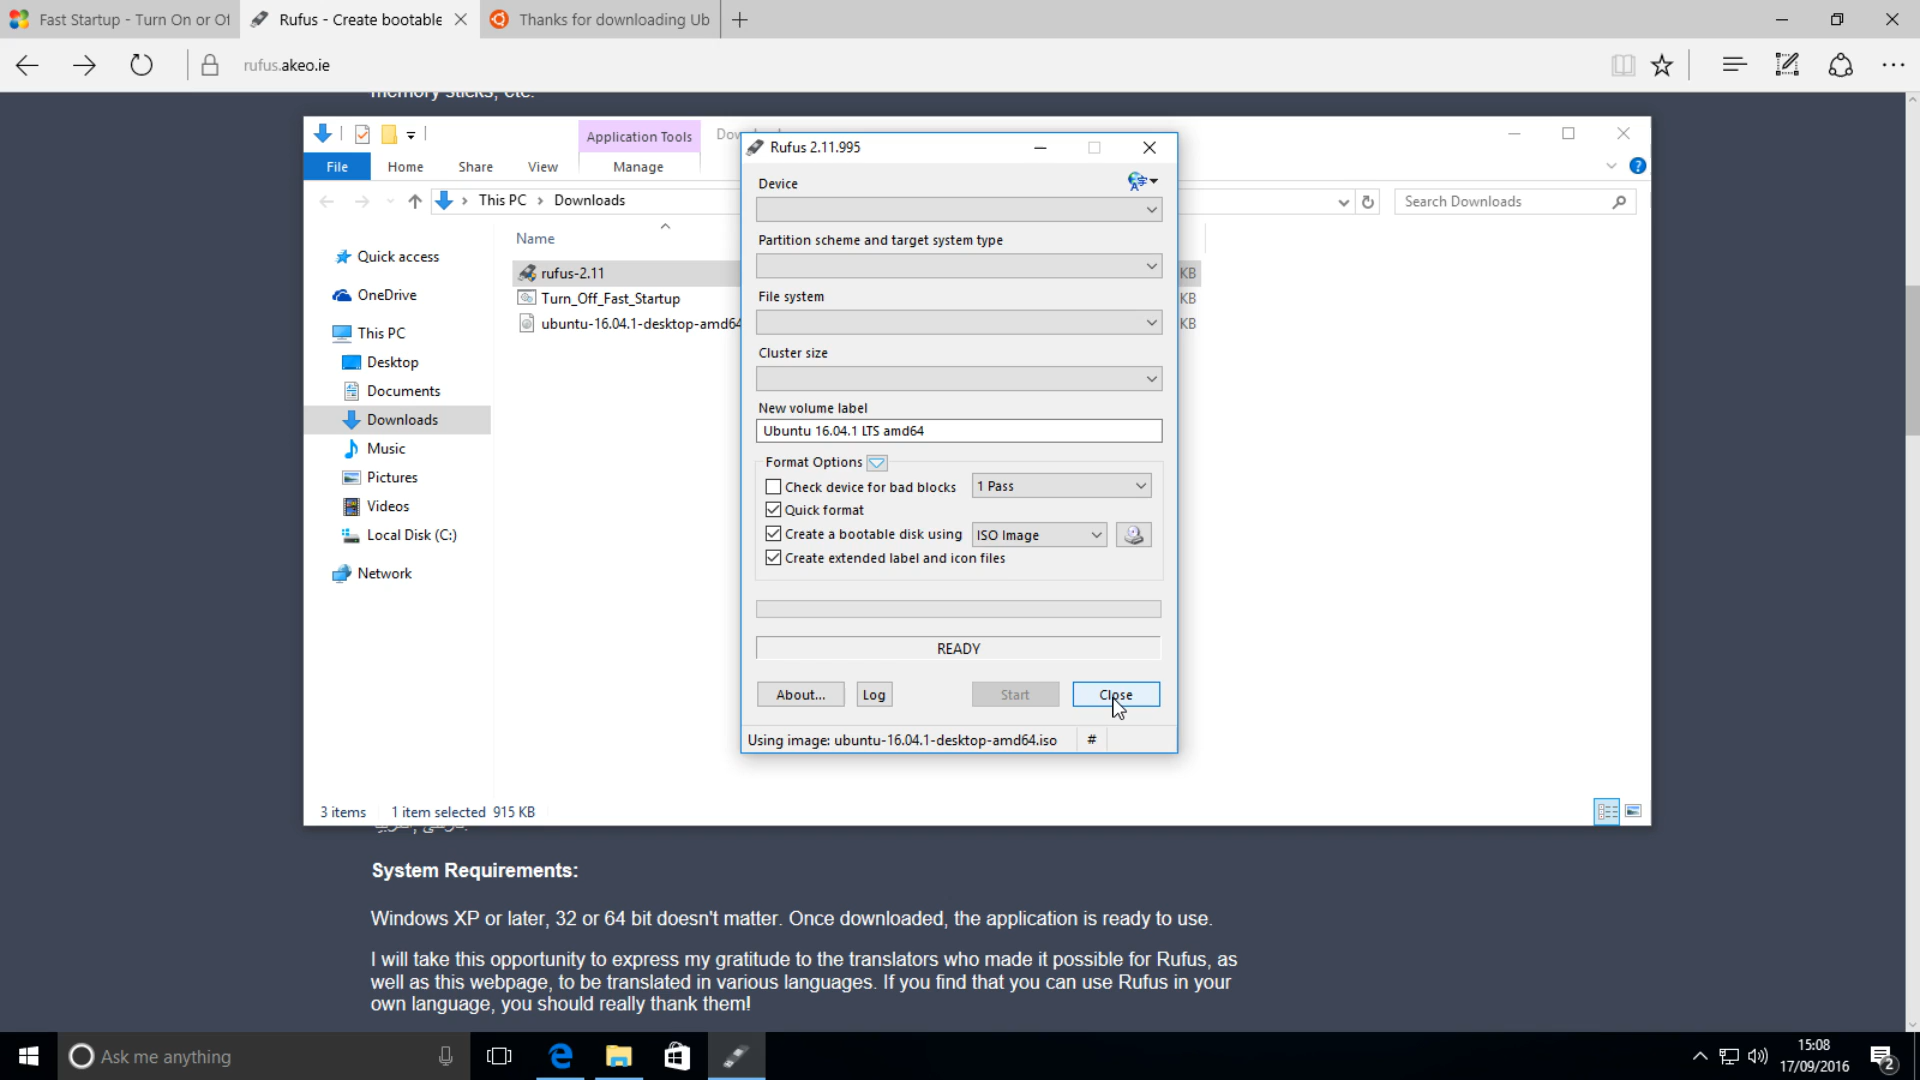 Fast Startup - Turn On or Of
Rufus - Create bootable
Thanks for downloading Ub
rufus.akeo.ie
memory sticks, etc.
Application Tools
File
Home
Share
View
Manage
This PC > Downloads
Search Downloads
Name
Quick access
OneDrive
This PC
Desktop
Documents
Downloads
Music
Pictures
Videos
Local Disk (C:)
Network
rufus-2.11
KB
Turn_Off_Fast_Startup
KB
ubuntu-16.04.1-desktop-amd64
KB
3 items
1 item selected 915 KB
Rufus 2.11.995
Device
Partition scheme and target system type
File system
Cluster size
New volume label
Ubuntu 16.04.1 LTS amd64
Format Options
Check device for bad blocks
1 Pass
Quick format
Create a bootable disk using
ISO Image
Create extended label and icon files
READY
About...
Log
Start
Close
Using image: ubuntu-16.04.1-desktop-amd64.iso
#
System Requirements:
Windows XP or later, 32 or 64 bit doesn't matter. Once downloaded, the application is ready to use.
I will take this opportunity to express my gratitude to the translators who made it possible for Rufus, as
well as this webpage, to be translated in various languages. If you find that you can use Rufus in your
own language, you should really thank them!
Ask me anything
15:08
17/09/2016
2